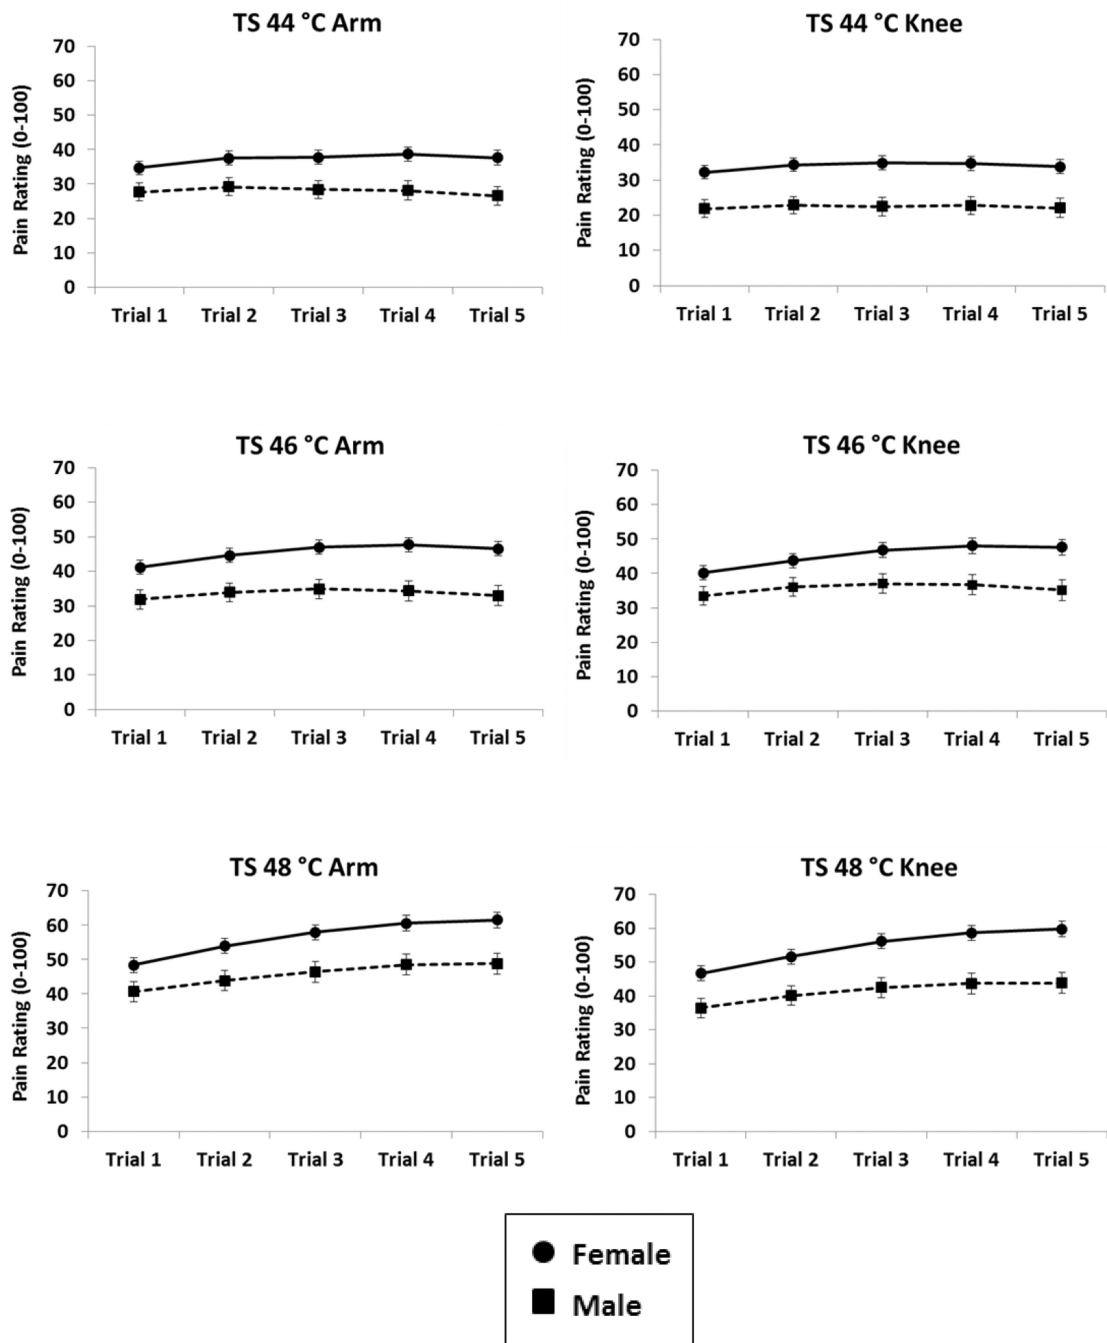 TS 44 °C Arm
Pain Rating (0-100)
70
60
50
40
30
20
10
0
Trial 1 Trial 2 Trial 3 Trial 4 Trial 5
TS 44 °C Knee
Pain Rating (0-100)
70
60
50
40
30
20
10
0
Trial 1 Trial 2 Trial 3 Trial 4 Trial 5
TS 46 °C Arm
Pain Rating (0-100)
70
60
50
40
30
20
10
0
Trial 1 Trial 2 Trial 3 Trial 4 Trial 5
TS 46 °C Knee
Pain Rating (0-100)
70
60
50
40
30
20
10
0
Trial 1 Trial 2 Trial 3 Trial 4 Trial 5
TS 48 °C Arm
Pain Rating (0-100)
70
60
50
40
30
20
10
0
Trial 1 Trial 2 Trial 3 Trial 4 Trial 5
TS 48 °C Knee
Pain Rating (0-100)
70
60
50
40
30
20
10
0
Trial 1 Trial 2 Trial 3 Trial 4 Trial 5
Female
Male